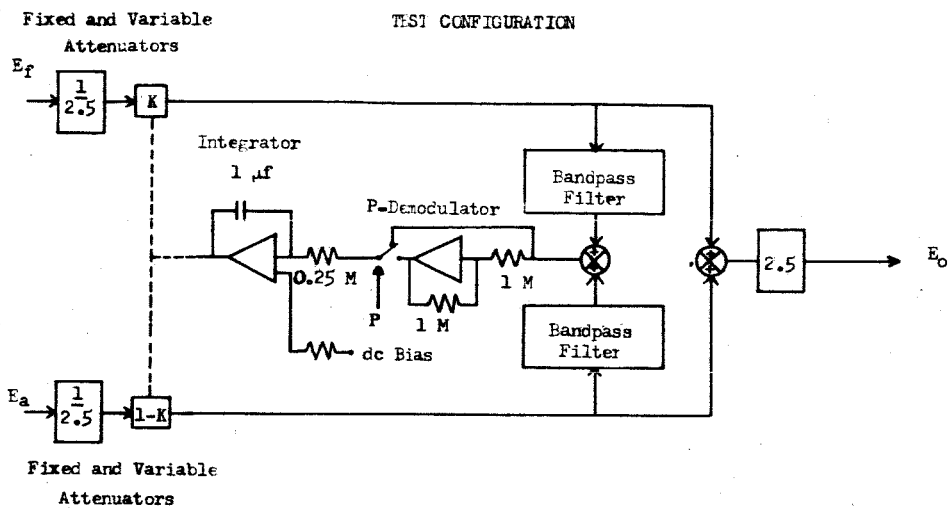 TEST CONFIGURATION
Fixed and Variable
Attenuators
E_f
1
2.5
K
Integrator
1 μf
P-Demodulator
Bandpass
Filter
0.25 M
1 M
P
1 M
dc Bias
Bandpass
Filter
2.5
E_o
E_a
1
2.5
1-K
Fixed and Variable
Attenuators